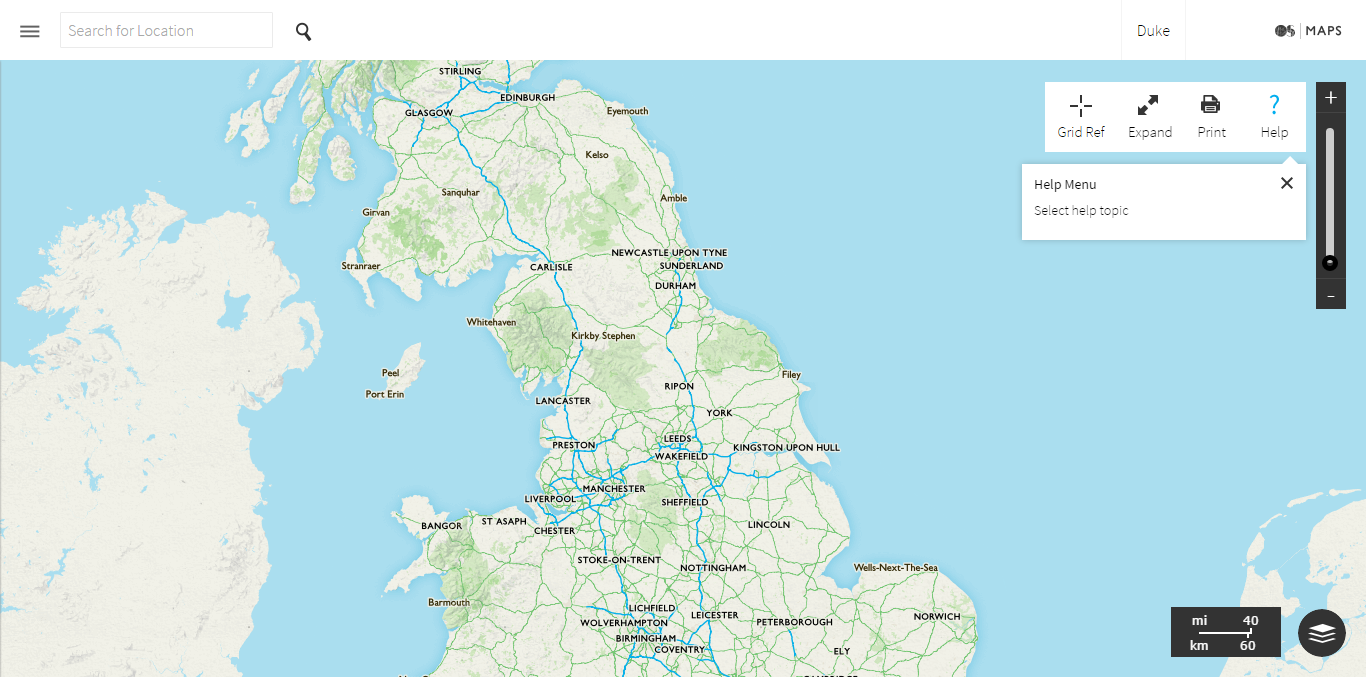 Search for Location
Duke
OS MAPS
Grid Ref
Expand
Print
? Help
+
Help Menu
Select help topic
-
STIRLING
EDINBURGH
GLASGOW
Eyemouth
Kelso
Sanquhar
Amble
Girvan
NEWCASTLE UPON TYNE
Stranraer
CARLISLE
SUNDERLAND
DURHAM
Whitehaven
Kirkby Stephen
Peel
Filey
Port Erin
RIPON
LANCASTER
YORK
PRESTON
LEEDS
KINGSTON UPON HULL
WAKEFIELD
MANCHESTER
LIVERPOOL
SHEFFIELD
BANGOR
ST ASAPH
CHESTER
LINCOLN
STOKE-ON-TRENT
NOTTINGHAM
Wells-Next-The-Sea
Barmouth
LICHFIELD
LEICESTER
WOLVERHAMPTON
PETERBOROUGH
NORWICH
BIRMINGHAM
COVENTRY
ELY
CAMBRIDGE
mi 40
km 60